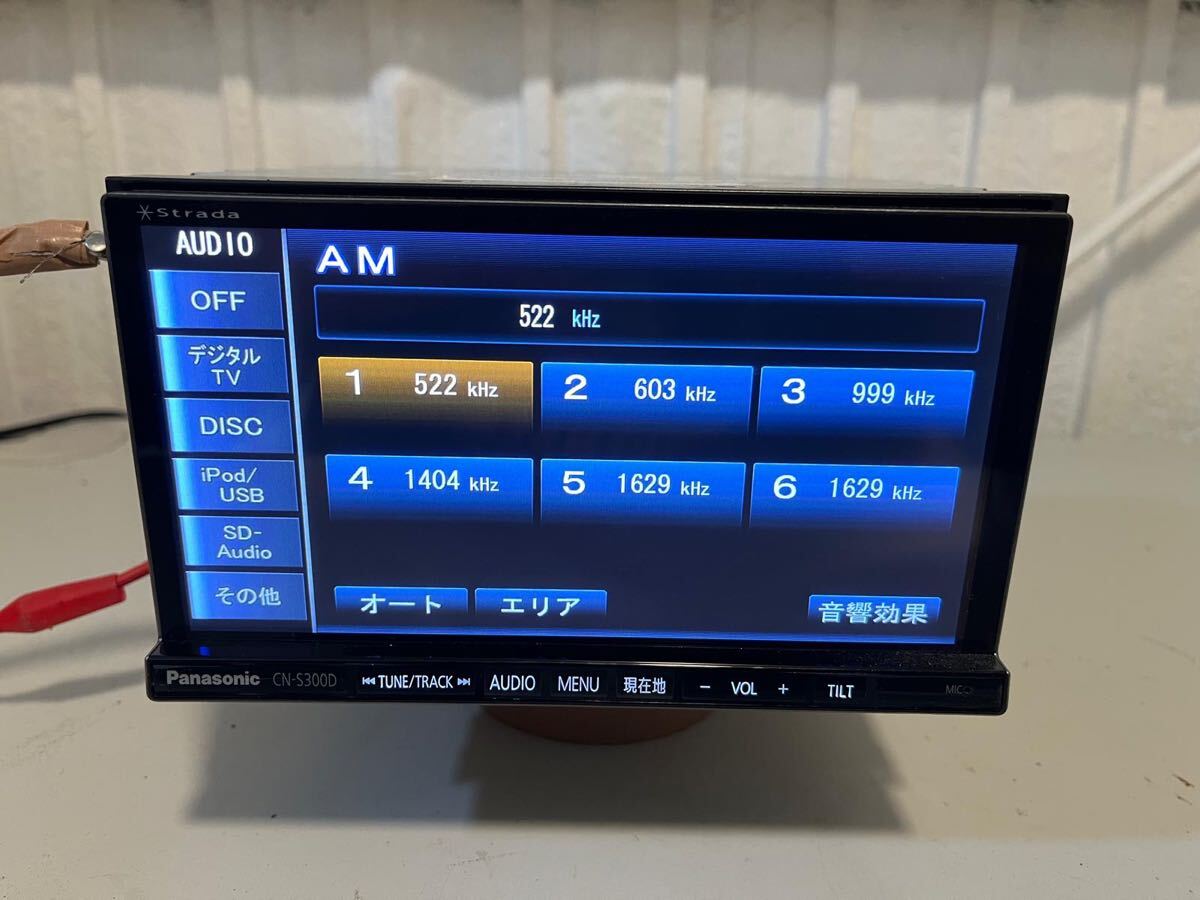 Strada
AUDIO
OFF
デジタル
TV
DISC
iPod/
USB
SD-
Audio
その他
AM
522 kHz
1 522 kHz
2 603 kHz
3 999 kHz
4 1404 kHz
5 1629 kHz
6 1629 kHz
オート
エリア
音響効果
Panasonic CN-S300D
TUNE/TRACK
AUDIO
MENU
現在地
− VOL +
TILT
MIC